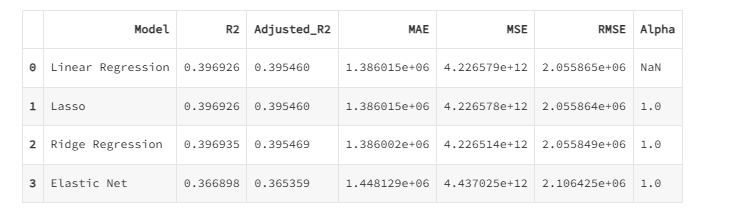 Model R2 Adjusted_R2 MAE MSE RMSE Alpha
0 Linear Regression 0.396926 0.395460 1.386015e+06 4.226579e+12 2.055865e+06 NaN
1 Lasso 0.396926 0.395460 1.386015e+06 4.226578e+12 2.055864e+06 1.0
2 Ridge Regression 0.396935 0.395469 1.386002e+06 4.226514e+12 2.055849e+06 1.0
3 Elastic Net 0.366898 0.365359 1.448129e+06 4.437025e+12 2.106425e+06 1.0